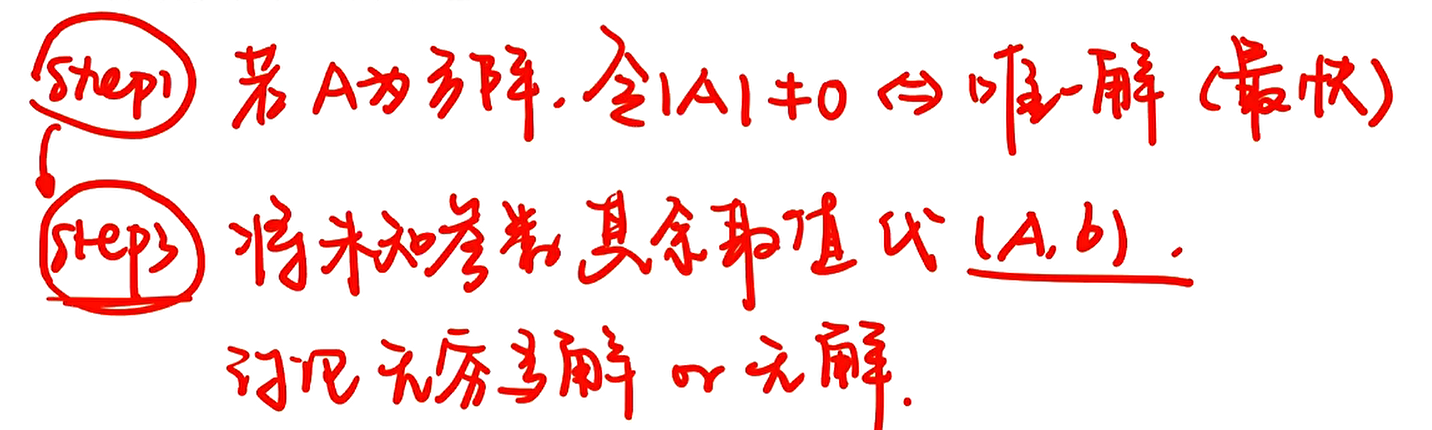 step1 若A为方阵.令|A|≠0⇔唯一解(最快)
step2 将未知参数其余取值代(A,b).
讨论无穷多解 or 无解.